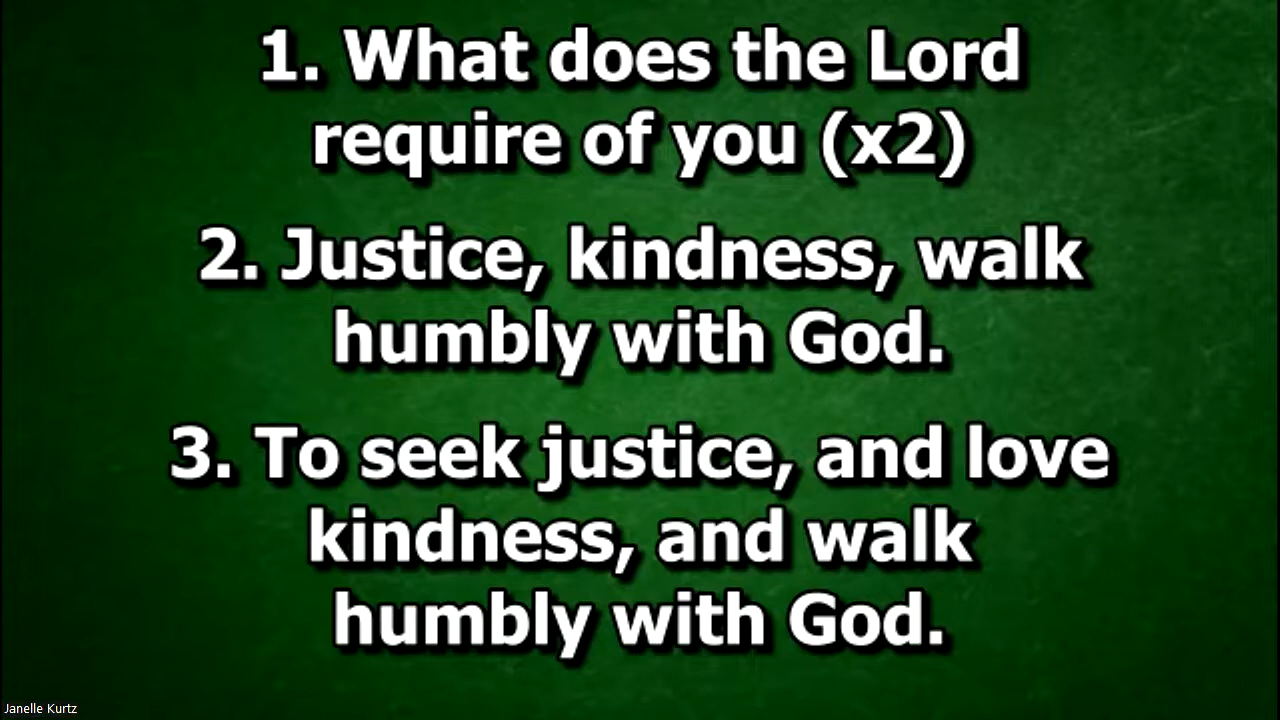 1. What does the Lord
require of you (x2)
2. Justice, kindness, walk
humbly with God.
3. To seek justice, and love
kindness, and walk
humbly with God.
Janelle Kurtz